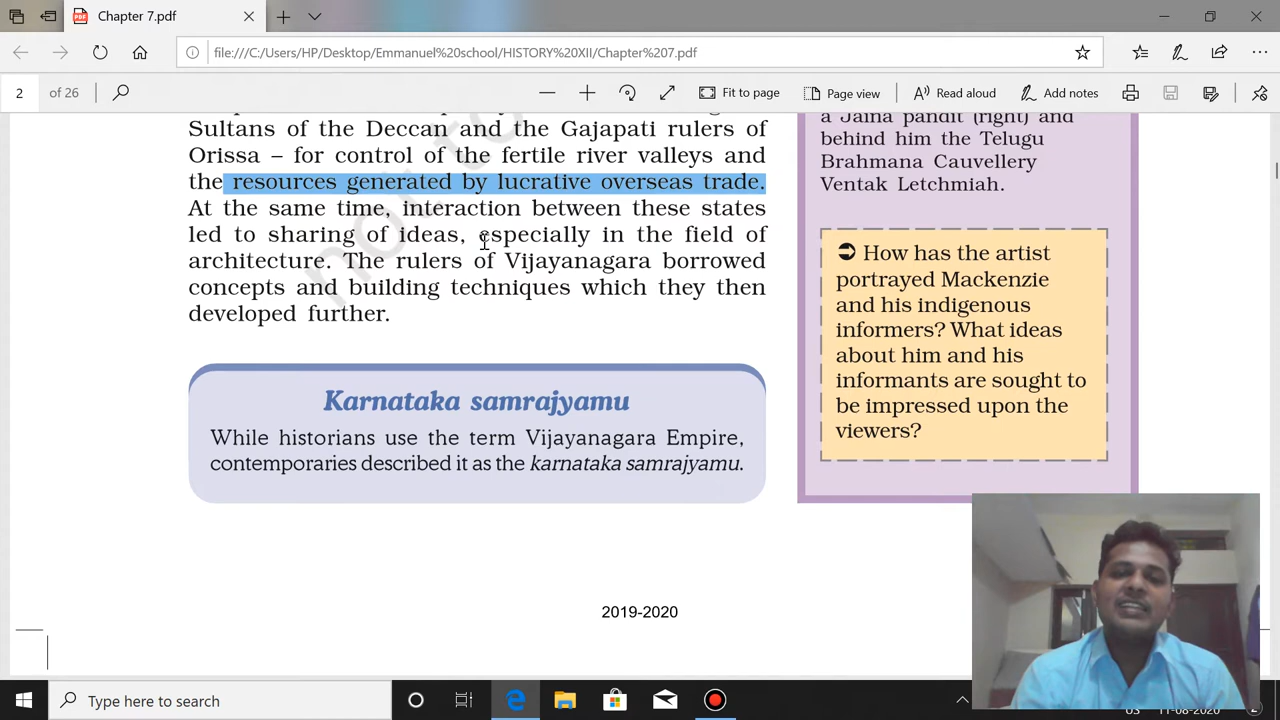 Chapter 7.pdf
file:///C:/Users/HP/Desktop/Emmanuel%20school/HISTORY%20XII/Chapter%207.pdf
2 of 26
Fit to page
Page view
Read aloud
Add notes
Sultans of the Deccan and the Gajapati rulers of
Orissa – for control of the fertile river valleys and
the resources generated by lucrative overseas trade.
At the same time, interaction between these states
led to sharing of ideas, especially in the field of
architecture. The rulers of Vijayanagara borrowed
concepts and building techniques which they then
developed further.
Karnataka samrajyamu
While historians use the term Vijayanagara Empire,
contemporaries described it as the karnataka samrajyamu.
a Jaina pandit (right) and
behind him the Telugu
Brahmana Cauvellery
Ventak Letchmiah.
➲ How has the artist
portrayed Mackenzie
and his indigenous
informers? What ideas
about him and his
informants are sought to
be impressed upon the
viewers?
not to
2019-2020
Type here to search
US
11-08-2020
2